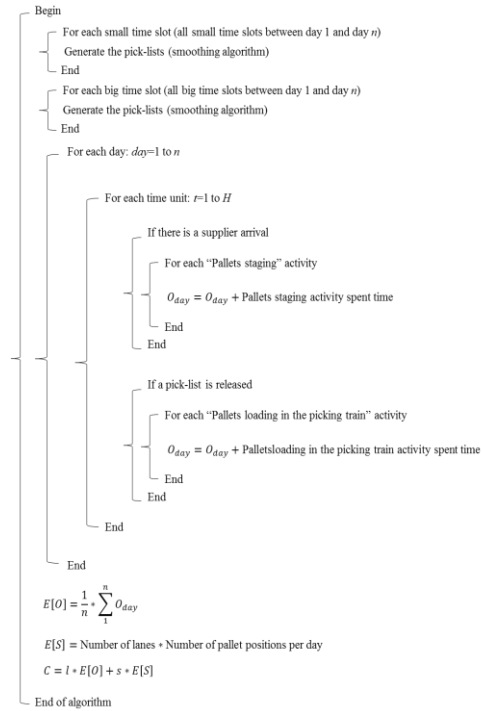 Begin
For each small time slot (all small time slots between day 1 and day n)
Generate the pick-lists (smoothing algorithm)
End
For each big time slot (all big time slots between day 1 and day n)
Generate the pick-lists (smoothing algorithm)
End
For each day: day=1 to n
For each time unit: t=1 to H
If there is a supplier arrival
For each “Pallets staging” activity
O_day = O_day + Pallets staging activity spent time
End
End
If a pick-list is released
For each “Pallets loading in the picking train” activity
O_day = O_day + Palletsloading in the picking train activity spent time
End
End
End
End
E[O] = 1/n * ∑_1^n O_day
E[S] = Number of lanes * Number of pallet positions per day
C = l * E[O] + s * E[S]
End of algorithm